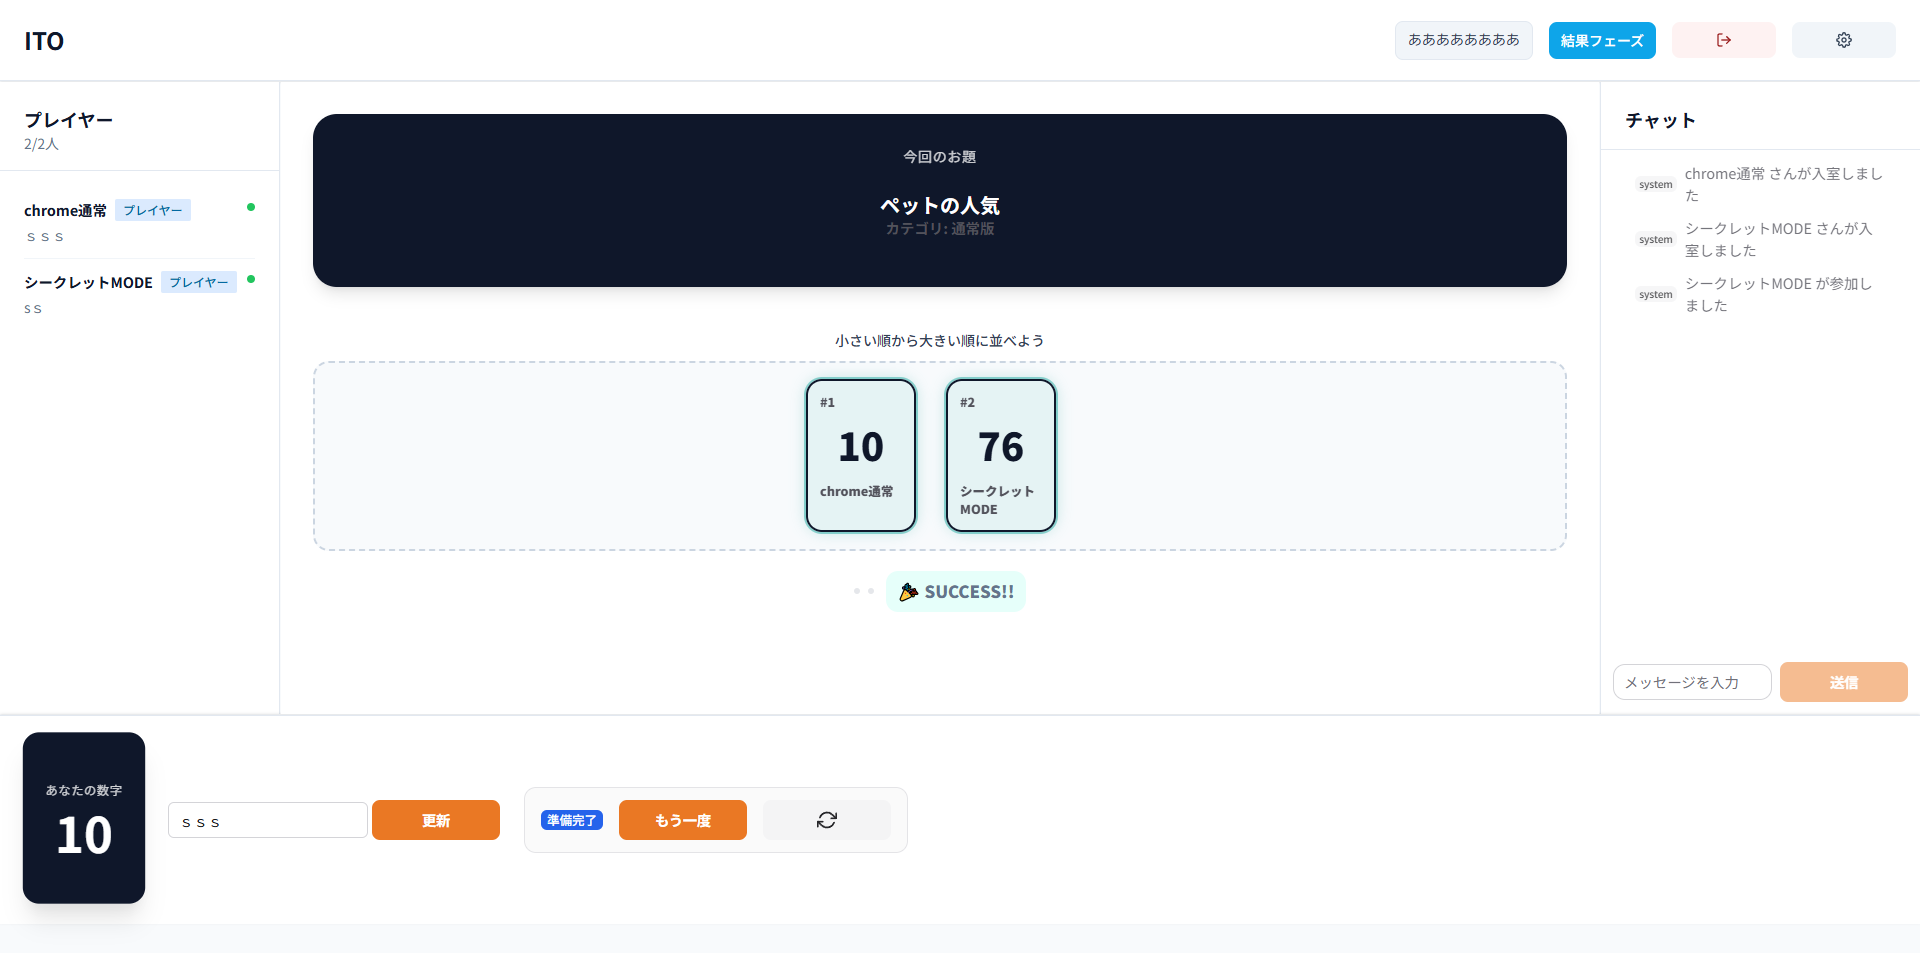 ITO
ああああああああ
結果フェーズ
プレイヤー
2/2人
chrome通常 プレイヤー
ｓｓｓ
シークレットMODE プレイヤー
ss
今回のお題
ペットの人気
カテゴリ: 通常版
小さい順から大きい順に並べよう
#1
10
chrome通常
#2
76
シークレット
MODE
🎉 SUCCESS!!
チャット
system chrome通常 さんが入室しまし
た
system シークレットMODE さんが入
室しました
system シークレットMODE が参加し
ました
メッセージを入力
送信
あなたの数字
10
ｓｓｓ
更新
準備完了
もう一度